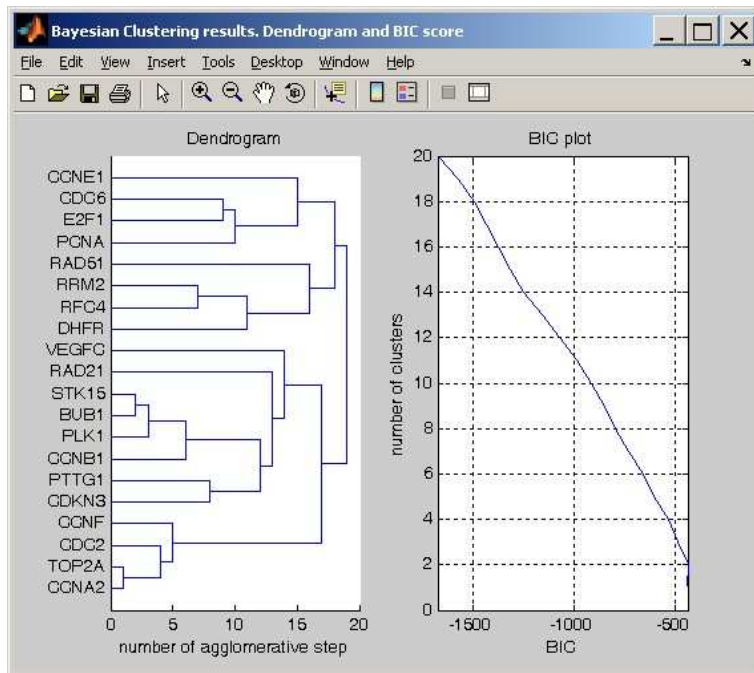 Bayesian Clustering results. Dendrogram and BIC score
File Edit View Insert Tools Desktop Window Help
Dendrogram
CCNE1
CDC6
E2F1
PCNA
RAD51
RRM2
RFC4
DHFR
VEGFC
RAD21
STK15
BUB1
PLK1
CCNB1
PTTG1
CDKN3
CCNF
CDC2
TOP2A
CCNA2
0 5 10 15 20
number of agglomerative step
BIC plot
number of clusters
20
18
16
14
12
10
8
6
4
2
0
-1500 -1000 -500
BIC